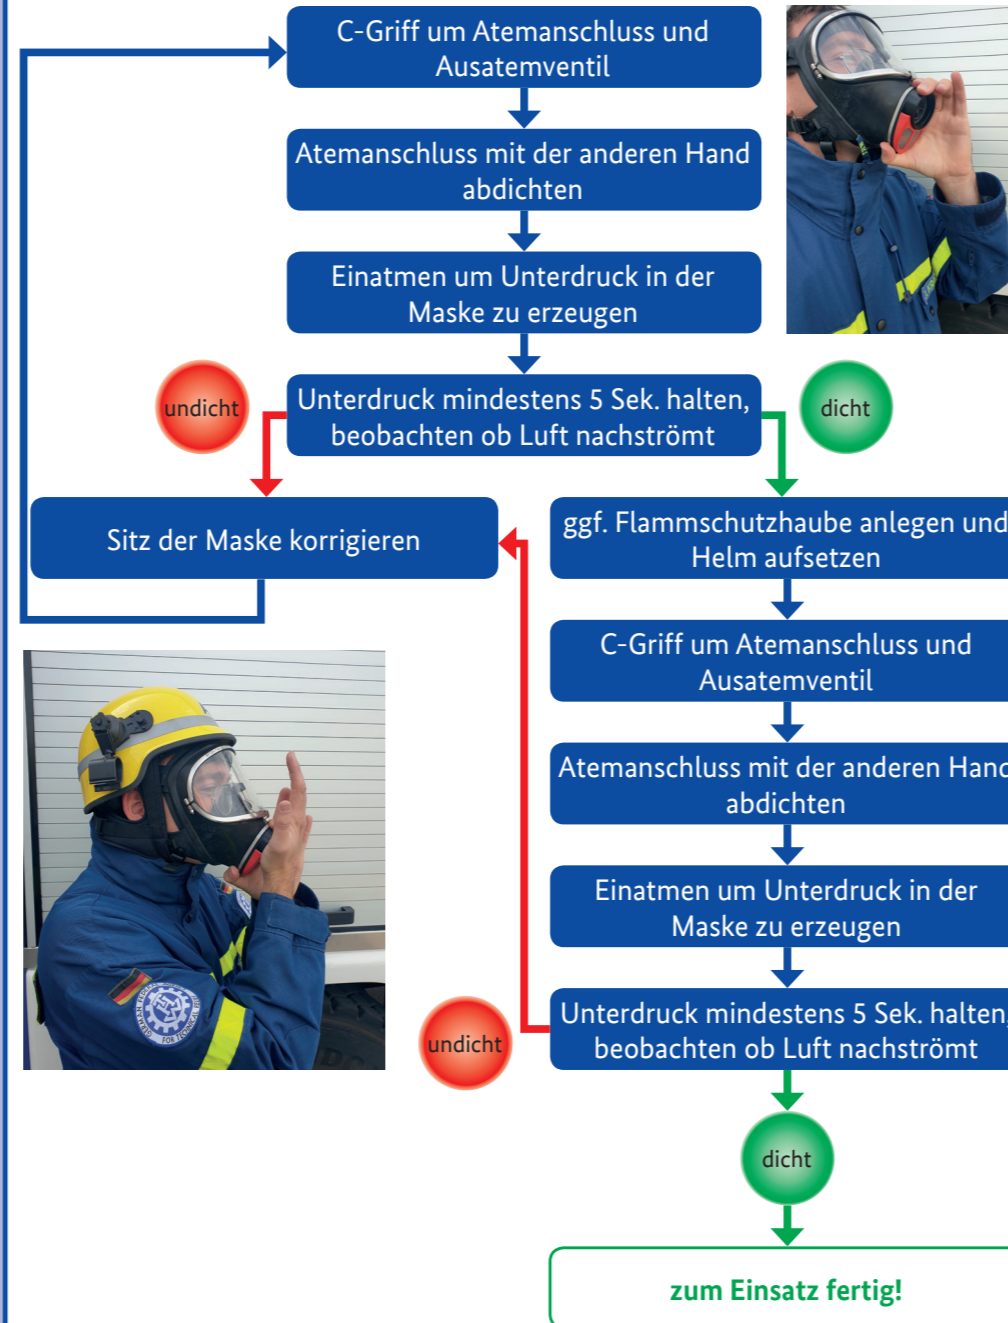 C-Griff um Atemanschluss und
Ausatemventil
Atemanschluss mit der anderen Hand
abdichten
Einatmen um Unterdruck in der
Maske zu erzeugen
undicht
Unterdruck mindestens 5 Sek. halten,
beobachten ob Luft nachströmt
dicht
Sitz der Maske korrigieren
ggf. Flammschutzhaube anlegen und
Helm aufsetzen
C-Griff um Atemanschluss und
Ausatemventil
Atemanschluss mit der anderen Hand
abdichten
Einatmen um Unterdruck in der
Maske zu erzeugen
undicht
Unterdruck mindestens 5 Sek. halten,
beobachten ob Luft nachströmt
dicht
zum Einsatz fertig!